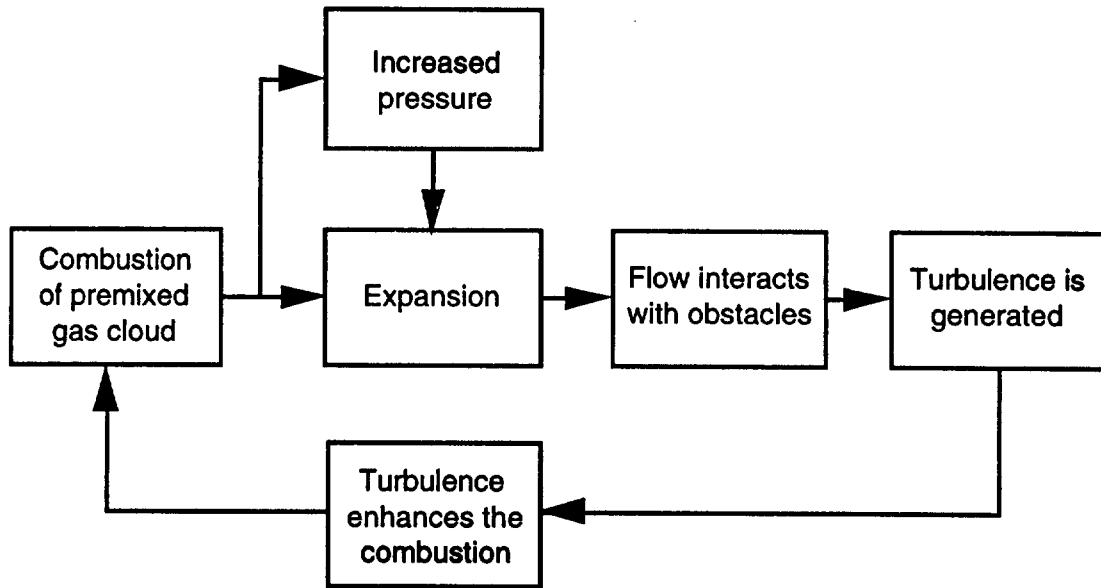 Increased
pressure
Combustion
of premixed
gas cloud
Expansion
Flow interacts
with obstacles
Turbulence is
generated
Turbulence
enhances the
combustion